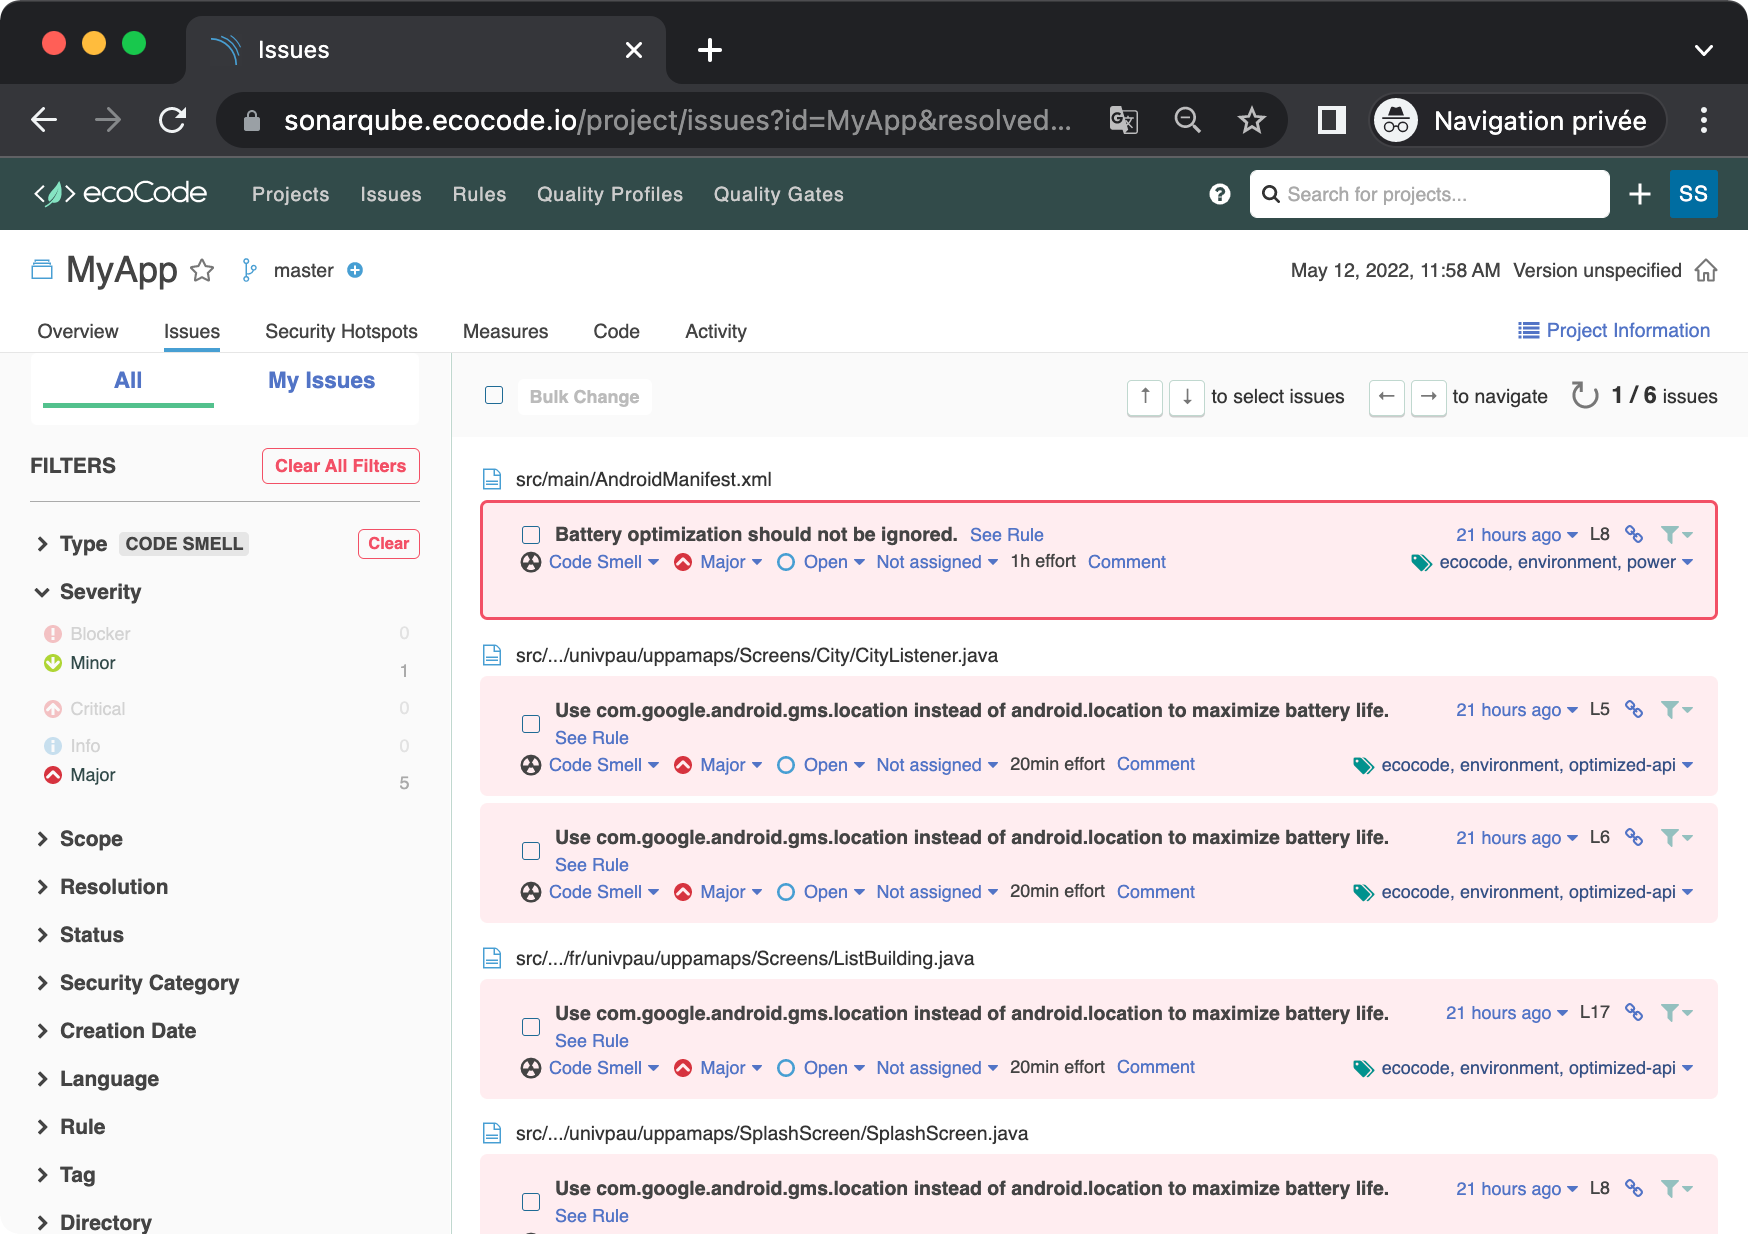 Issues
sonarqube.ecocode.io/project/issues?id=MyApp&resolved...
Navigation privée
ecoCode Projects Issues Rules Quality Profiles Quality Gates
Search for projects...
SS
MyApp master
May 12, 2022, 11:58 AM Version unspecified
Overview Issues Security Hotspots Measures Code Activity
Project Information
All My Issues
Bulk Change
↑ ↓ to select issues ← → to navigate 1 / 6 issues
FILTERS Clear All Filters
Type CODE SMELL Clear
Severity
Blocker 0
Minor 1
Critical 0
Info 0
Major 5
Scope
Resolution
Status
Security Category
Creation Date
Language
Rule
Tag
Directory
src/main/AndroidManifest.xml
Battery optimization should not be ignored. See Rule 21 hours ago L8
Code Smell Major Open Not assigned 1h effort Comment ecocode, environment, power
src/.../univpau/uppamaps/Screens/City/CityListener.java
Use com.google.android.gms.location instead of android.location to maximize battery life. 21 hours ago L5
See Rule
Code Smell Major Open Not assigned 20min effort Comment ecocode, environment, optimized-api
Use com.google.android.gms.location instead of android.location to maximize battery life. 21 hours ago L6
See Rule
Code Smell Major Open Not assigned 20min effort Comment ecocode, environment, optimized-api
src/.../fr/univpau/uppamaps/Screens/ListBuilding.java
Use com.google.android.gms.location instead of android.location to maximize battery life. 21 hours ago L17
See Rule
Code Smell Major Open Not assigned 20min effort Comment ecocode, environment, optimized-api
src/.../univpau/uppamaps/SplashScreen/SplashScreen.java
Use com.google.android.gms.location instead of android.location to maximize battery life. 21 hours ago L8
See Rule